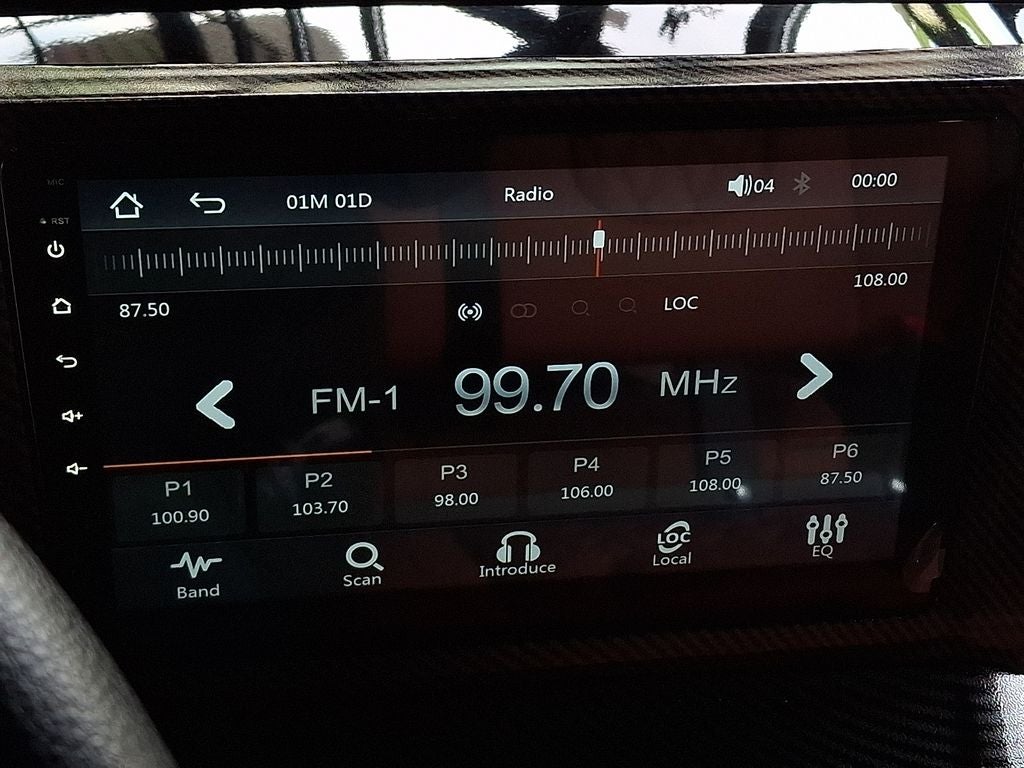 MIC
RST
01M 01D Radio 04 00:00
87.50 108.00
LOC
FM-1 99.70 MHz
P1 P2 P3 P4 P5 P6
100.90 103.70 98.00 106.00 108.00 87.50
LOC
Band Scan Introduce Local EQ